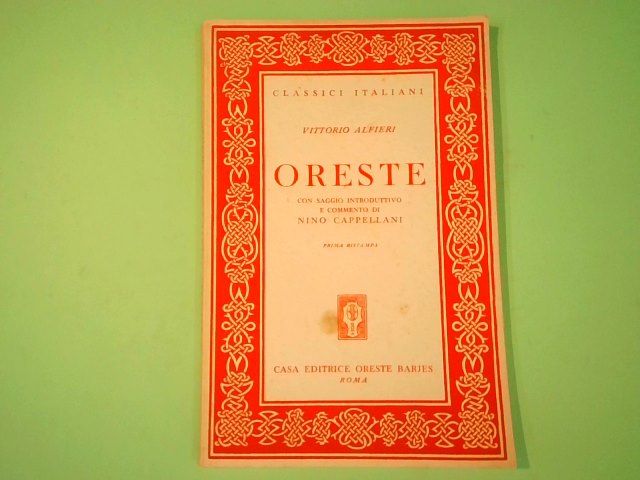 CLASSICI ITALIANI
VITTORIO ALFIERI
ORESTE
CON SAGGIO INTRODUTTIVO
E COMMENTO DI
NINO CAPPELLANI
PRIMA RISTAMPA
CASA EDITRICE ORESTE BARJES
ROMA